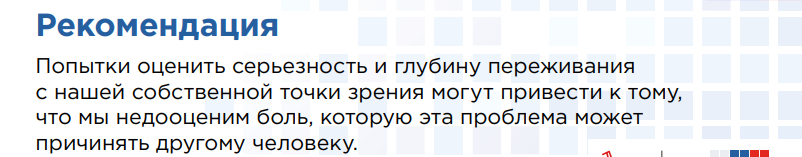 Рекомендация
Попытки оценить серьезность и глубину переживания
с нашей собственной точки зрения могут привести к тому,
что мы недооценим боль, которую эта проблема может
причинять другому человеку.